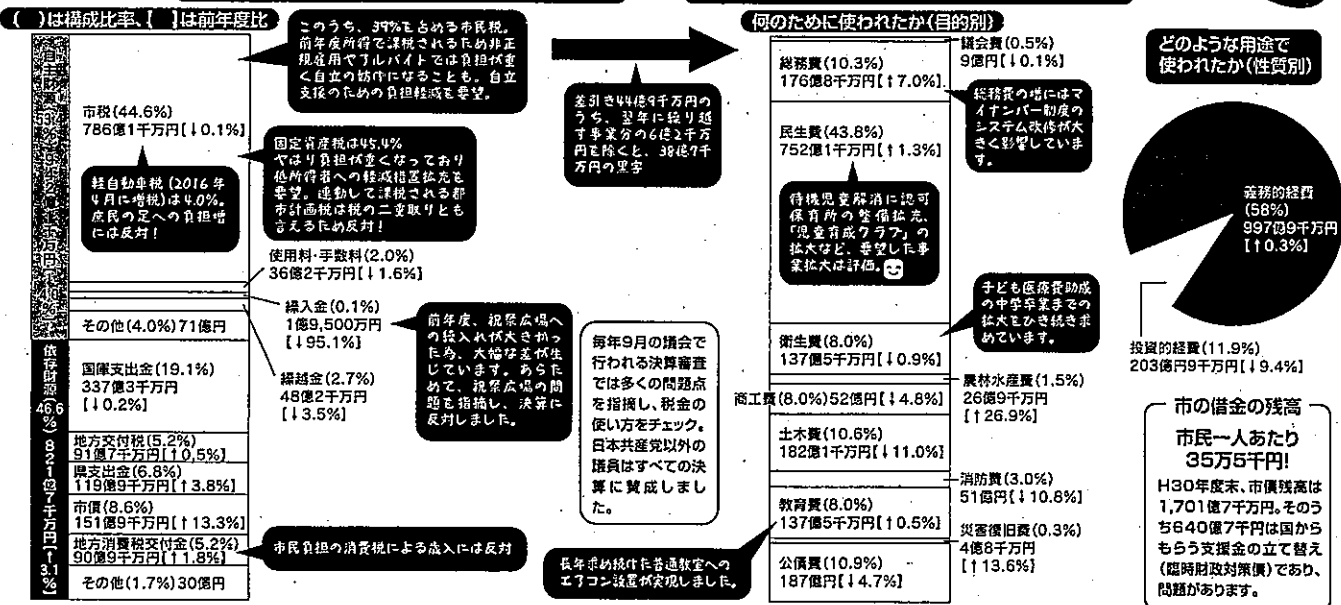 ( )は構成比率、【 】は前年度比
市税(44.6%)
786億1千万円【↓0.1%】
このうち、39%を占める市民税。
前年度所得で課税されるため非正
規雇用やアルバイトでは負担が重
く自立の妨げになることも。自立
支援のための負担軽減を要望。
固定資産税は45.4%
やはり負担が重くなっており
低所得者への軽減措置拡充を
要望。連動して課税される都
市計画税は税の二重取りとも
言えるため反対!
軽自動車税(2016年
4月に増税)は4.0%。
庶民の足への負担増
には反対!
使用料・手数料(2.0%)
36億2千万円【↓1.6%】
繰入金(0.1%)
1億9,500万円
【↓95.1%】
前年度、祝祭広場へ
の繰入れが大きかっ
た為、大幅な差が生
じています。あらた
めて、祝祭広場の問
題を指摘し、決算に
反対しました。
繰越金(2.7%)
48億2千万円
【↓3.5%】
その他(4.0%)71億円
依存財源(46.6%)821億7千万円【↑3.1%】
国庫支出金(19.1%)
337億3千万円
【↓0.2%】
地方交付税(5.2%)
91億7千万円【↑0.5%】
県支出金(6.8%)
119億9千万円【↑3.8%】
市債(8.6%)
151億9千万円【↑13.3%】
地方消費税交付金(5.2%)
90億9千万円【↑1.8%】
市民負担の消費税による歳入には反対
その他(1.7%)30億円
差引き44億9千万円の
うち、翌年に繰り越
す事業分の6億2千万
円を除くと、38億7千
万円の黒字
毎年9月の議会で
行われる決算審査
では多くの問題点
を指摘し、税金の
使い方をチェック。
日本共産党以外の
議員はすべての決
算に賛成しまし
た。
何のために使われたか(目的別)
議会費(0.5%)
9億円【↓0.1%】
総務費(10.3%)
176億8千万円【↑7.0%】
総務費の増にはマ
イナンバー制度の
システム改修が大
きく影響していま
す。
民生費(43.8%)
752億1千万円【↑1.3%】
待機児童解消に認可
保育所の整備拡充、
「児童育成クラブ」の
拡大など、要望した事
業拡大は評価。
子ども医療費助成
の中学卒業までの
拡大をひき続き求
めています。
衛生費(8.0%)
137億5千万円【↓0.9%】
農林水産費(1.5%)
26億9千万円
【↑26.9%】
商工費(8.0%)52億円【↓4.8%】
土木費(10.6%)
182億1千万円【↓11.0%】
消防費(3.0%)
51億円【↓10.8%】
教育費(8.0%)
137億5千万円【↑0.5%】
長年求め続けた普通教室への
エアコン設置が実現しました。
災害復旧費(0.3%)
4億8千万円
【↑13.6%】
公債費(10.9%)
187億円【↓4.7%】
どのような用途で
使われたか(性質別)
義務的経費
(58%)
997億9千万円
【↑0.3%】
投資的経費(11.9%)
203億円9千万円【↓9.4%】
市の借金の残高
市民一人あたり
35万5千円!
H30年度末、市債残高は
1,701億7千万円。そのう
ち640億7千円は国から
もらう支援金の立て替え
(臨時財政対策債)であり、
問題があります。